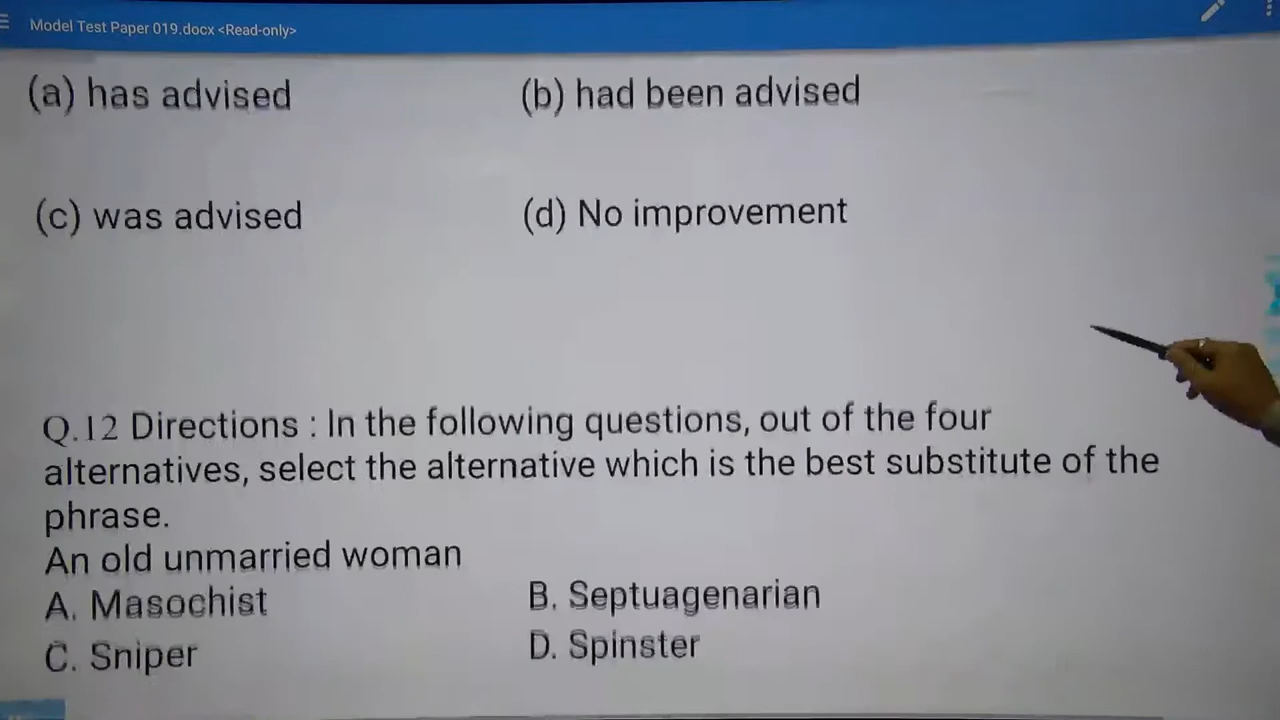 Model Test Paper 019.docx <Read-only>
(a) has advised (b) had been advised
(c) was advised (d) No improvement
Q.12 Directions : In the following questions, out of the four
alternatives, select the alternative which is the best substitute of the
phrase.
An old unmarried woman
A. Masochist B. Septuagenarian
C. Sniper D. Spinster